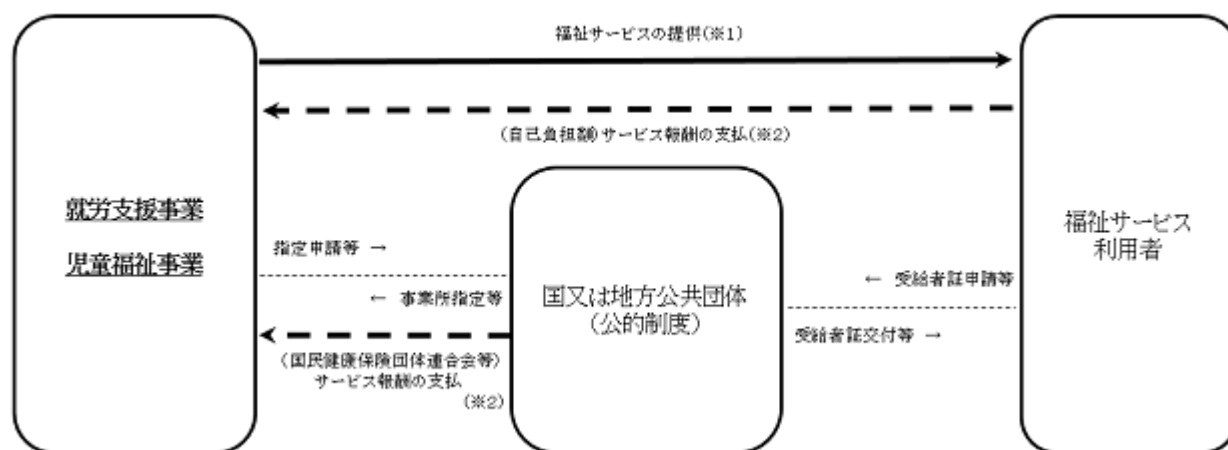 福祉サービスの提供(※1)
(自己負担額)サービス報酬の支払(※2)
就労支援事業
児童福祉事業
指定申請等 →
← 事業所指定等
(国民健康保険団体連合会等)
サービス報酬の支払
(※2)
国又は地方公共団体
(公的制度)
← 受給者証申請等
受給者証交付等 →
福祉サービス
利用者